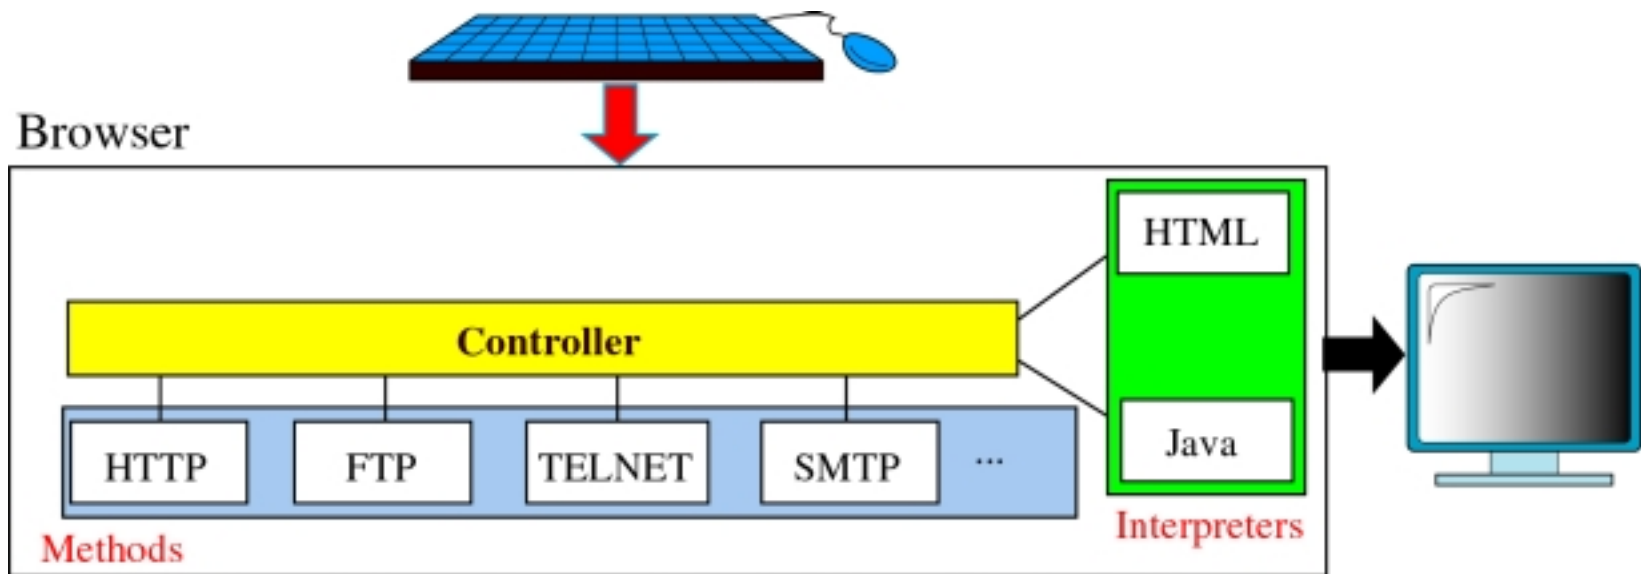 Browser
HTML
Controller
HTTP FTP TELNET SMTP ...
Java
Interpreters
Methods